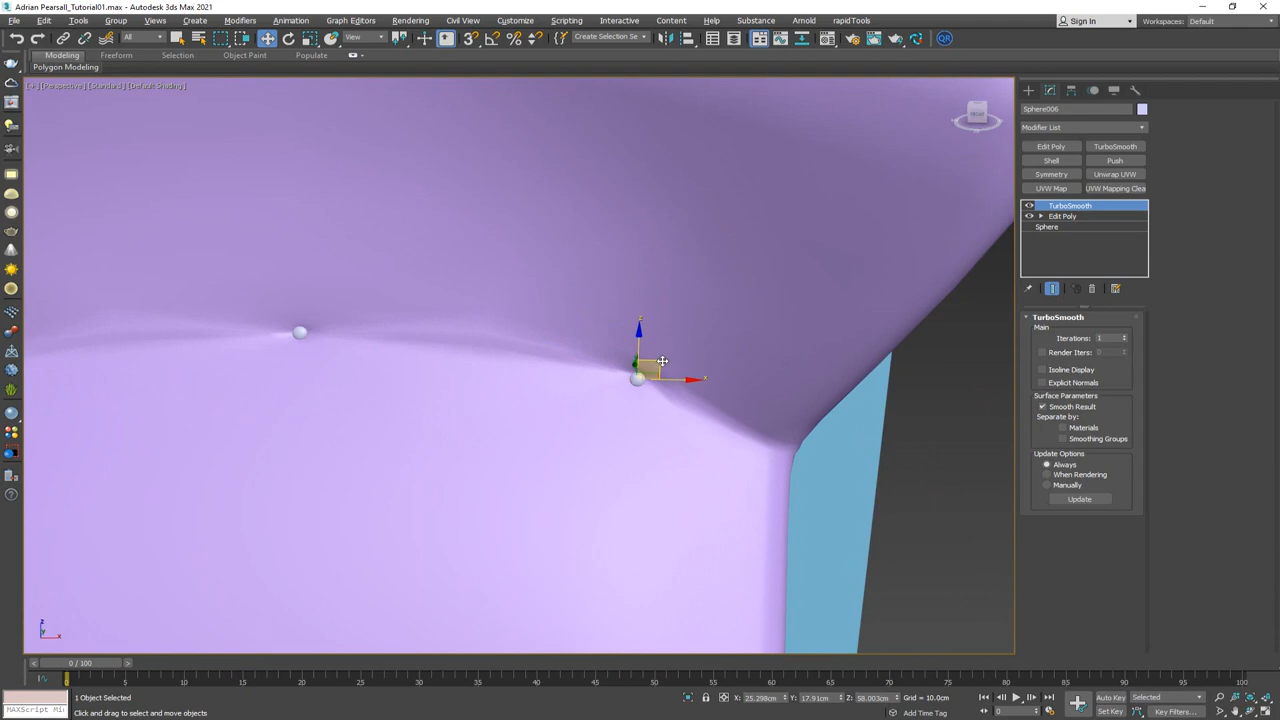 Adrian Pearsall_Tutorial01.max - Autodesk 3ds Max 2021
File Edit Tools Group Views Create Modifiers Animation Graph Editors Rendering Civil View Customize Scripting Interactive Content Help Substance Arnold rapidTools
Sign In Workspaces: Default
All View Create Selection Se QR
Modeling Freeform Selection Object Paint Populate
Polygon Modeling
[+] [Perspective] [Standard] [Default Shading]
Sphere006
Modifier List
Edit Poly TurboSmooth
Shell Push
Symmetry Unwrap UVW
UVW Map UVW Mapping Clea
TurboSmooth
Edit Poly
Sphere
TurboSmooth
Main
Iterations: 1
Render Iters: 0
Isoline Display
Explicit Normals
Surface Parameters
Smooth Result
Separate by:
Materials
Smoothing Groups
Update Options
Always
When Rendering
Manually
Update
z
x
z
x
0 / 100
0 5 10 15 20 25 30 35 40 45 50 55 60 65 70 75 80 85 90 95 100
1 Object Selected X: 25.298cm Y: 17.91cm Z: 58.003cm Grid = 10.0cm Auto Key Selected
MAXScript Mi Click and drag to select and move objects Add Time Tag 0 Set Key Key Filters...